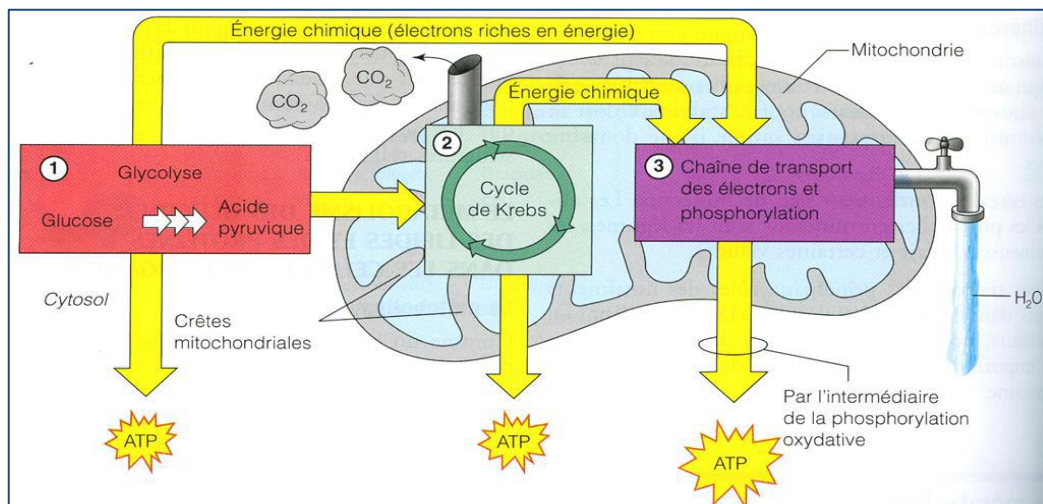 Énergie chimique (électrons riches en énergie)
Mitochondrie
CO₂
CO₂
Énergie chimique
1
Glycolyse
Glucose
Acide
pyruvique
2
Cycle
de Krebs
3
Chaîne de transport
des électrons et
phosphorylation
Cytosol
Crêtes
mitochondriales
H₂O
Par l'intermédiaire
de la phosphorylation
oxydative
ATP
ATP
ATP